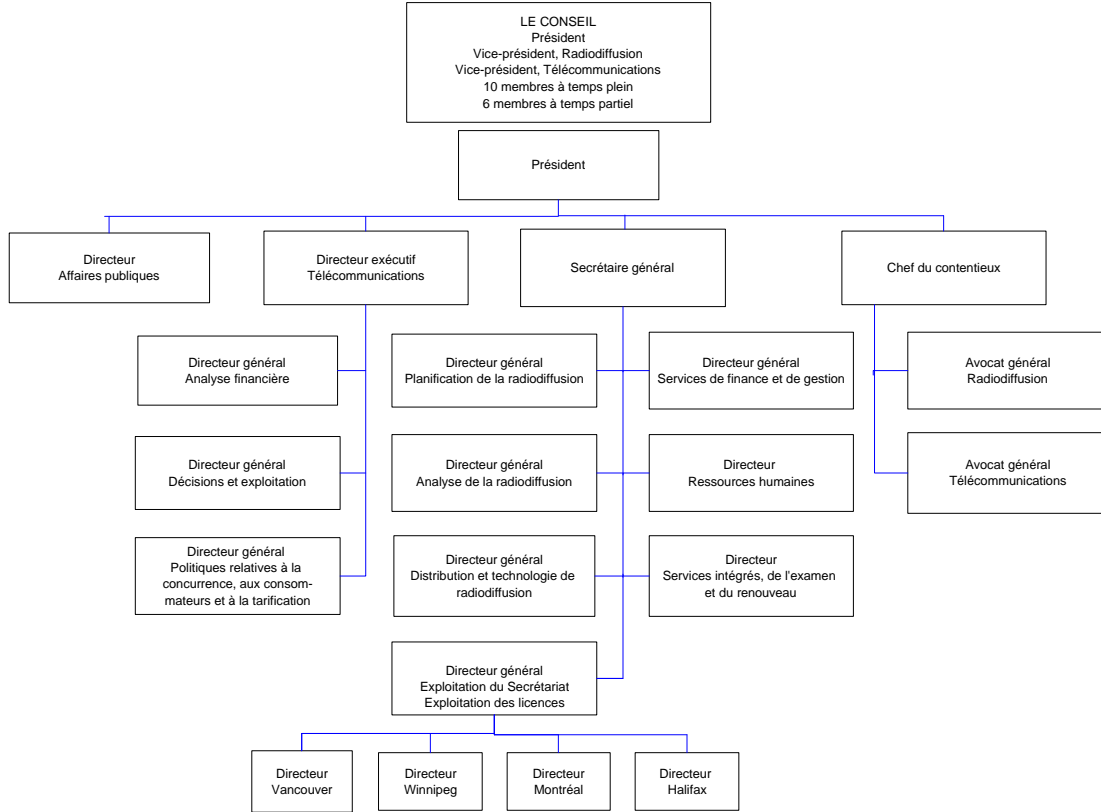 LE CONSEIL
Président
Vice-président, Radiodiffusion
Vice-président, Télécommunications
10 membres à temps plein
6 membres à temps partiel
Président
Directeur
Affaires publiques
Directeur exécutif
Télécommunications
Secrétaire général
Chef du contentieux
Directeur général
Analyse financière
Directeur général
Planification de la radiodiffusion
Directeur général
Services de finance et de gestion
Avocat général
Radiodiffusion
Directeur général
Décisions et exploitation
Directeur général
Analyse de la radiodiffusion
Directeur
Ressources humaines
Avocat général
Télécommunications
Directeur général
Politiques relatives à la
concurrence, aux consom-
mateurs et à la tarification
Directeur général
Distribution et technologie de
radiodiffusion
Directeur
Services intégrés, de l'examen
et du renouveau
Directeur général
Exploitation du Secrétariat
Exploitation des licences
Directeur
Vancouver
Directeur
Winnipeg
Directeur
Montréal
Directeur
Halifax